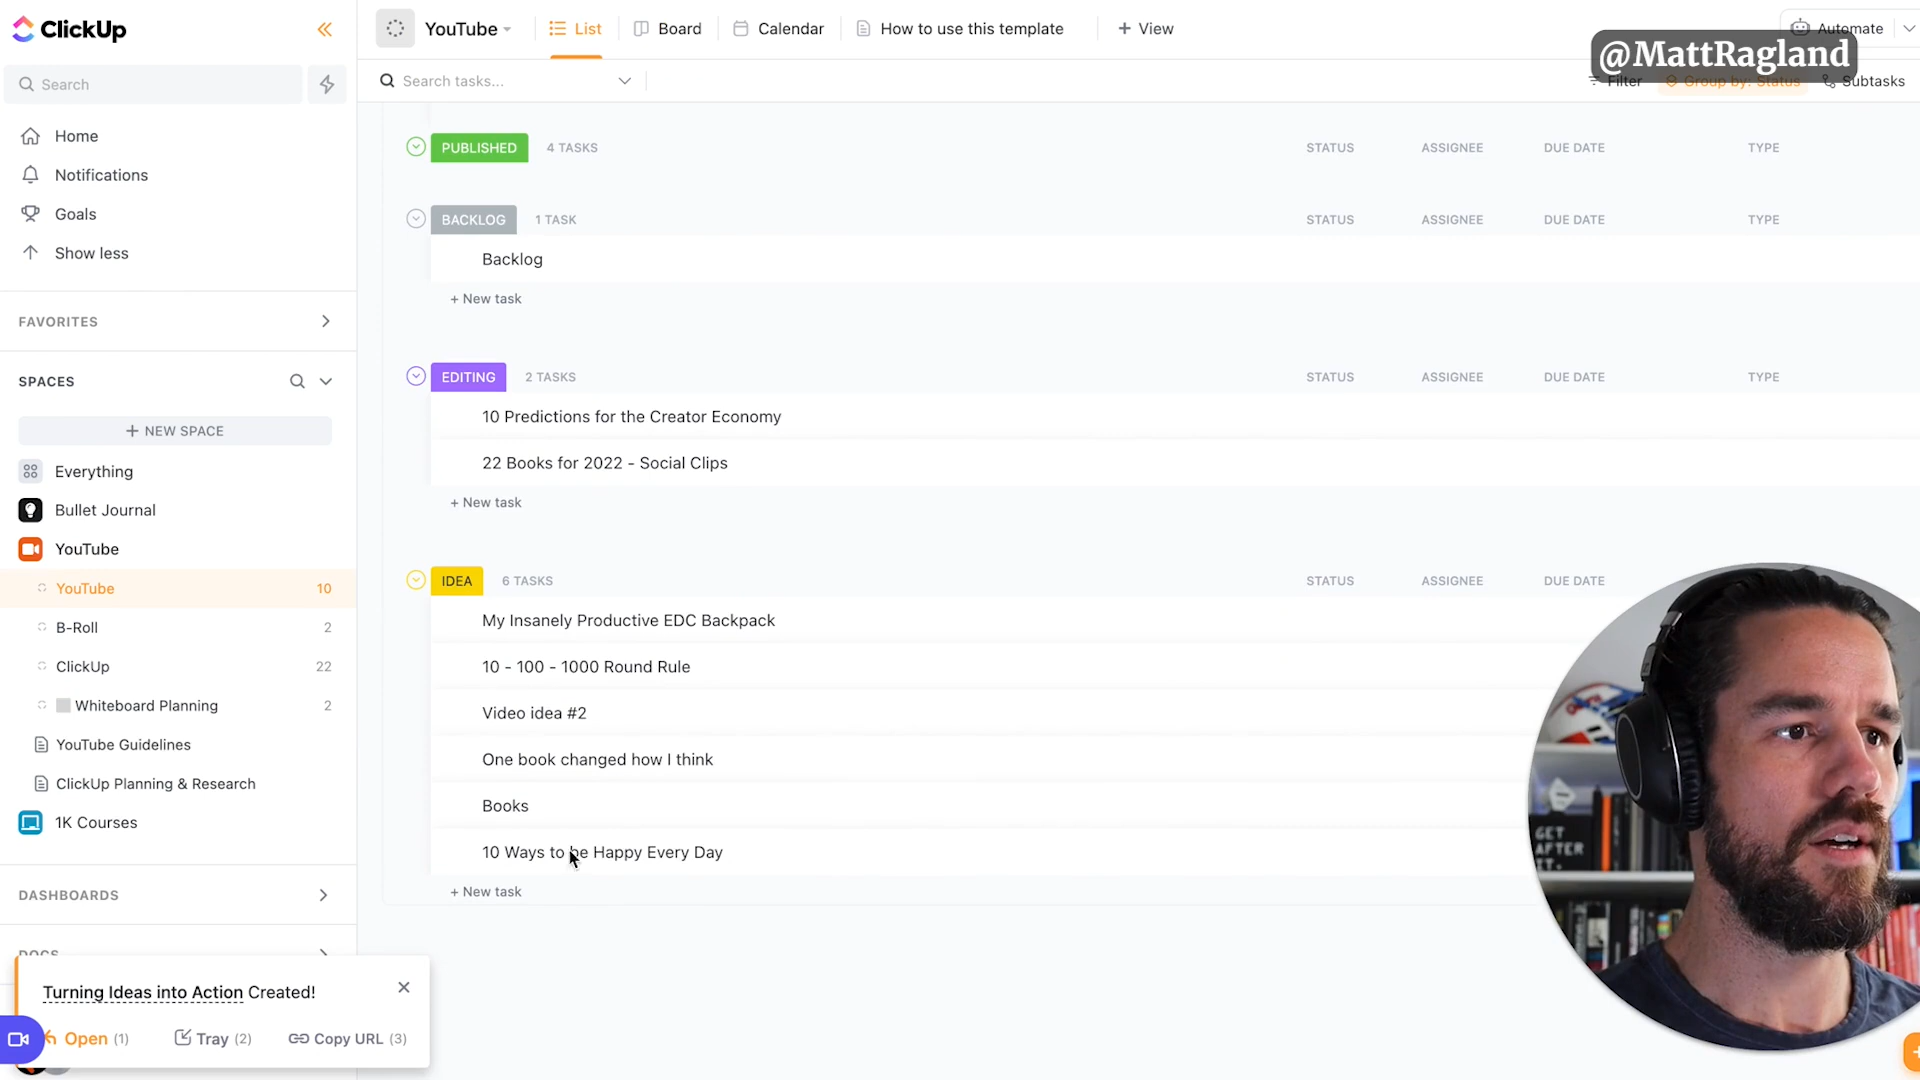 ClickUp
Search
Home
Notifications
Goals
Show less
FAVORITES
SPACES
+ NEW SPACE
Everything
Bullet Journal
YouTube
YouTube 10
B-Roll 2
ClickUp 22
Whiteboard Planning 2
YouTube Guidelines
ClickUp Planning & Research
1K Courses
DASHBOARDS
DOCS
Turning Ideas into Action Created!
Open (1) Tray (2) Copy URL (3)
YouTube List Board Calendar How to use this template + View Automate
@MattRagland
Search tasks... Filter Group by: Status Subtasks
PUBLISHED 4 TASKS STATUS ASSIGNEE DUE DATE TYPE
BACKLOG 1 TASK STATUS ASSIGNEE DUE DATE TYPE
Backlog
+ New task
EDITING 2 TASKS STATUS ASSIGNEE DUE DATE TYPE
10 Predictions for the Creator Economy
22 Books for 2022 - Social Clips
+ New task
IDEA 6 TASKS STATUS ASSIGNEE DUE DATE
My Insanely Productive EDC Backpack
10 - 100 - 1000 Round Rule
Video idea #2
One book changed how I think
Books
10 Ways to be Happy Every Day
+ New task
GET
AFTER
IT.